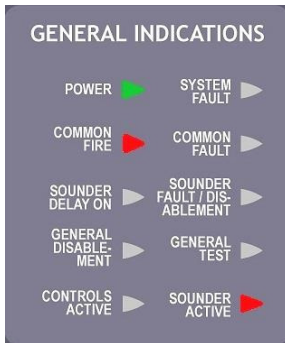 GENERAL INDICATIONS
POWER
SYSTEM
FAULT
COMMON
FIRE
COMMON
FAULT
SOUNDER
DELAY ON
SOUNDER
FAULT / DIS-
ABLEMENT
GENERAL
DISABLE-
MENT
GENERAL
TEST
CONTROLS
ACTIVE
SOUNDER
ACTIVE